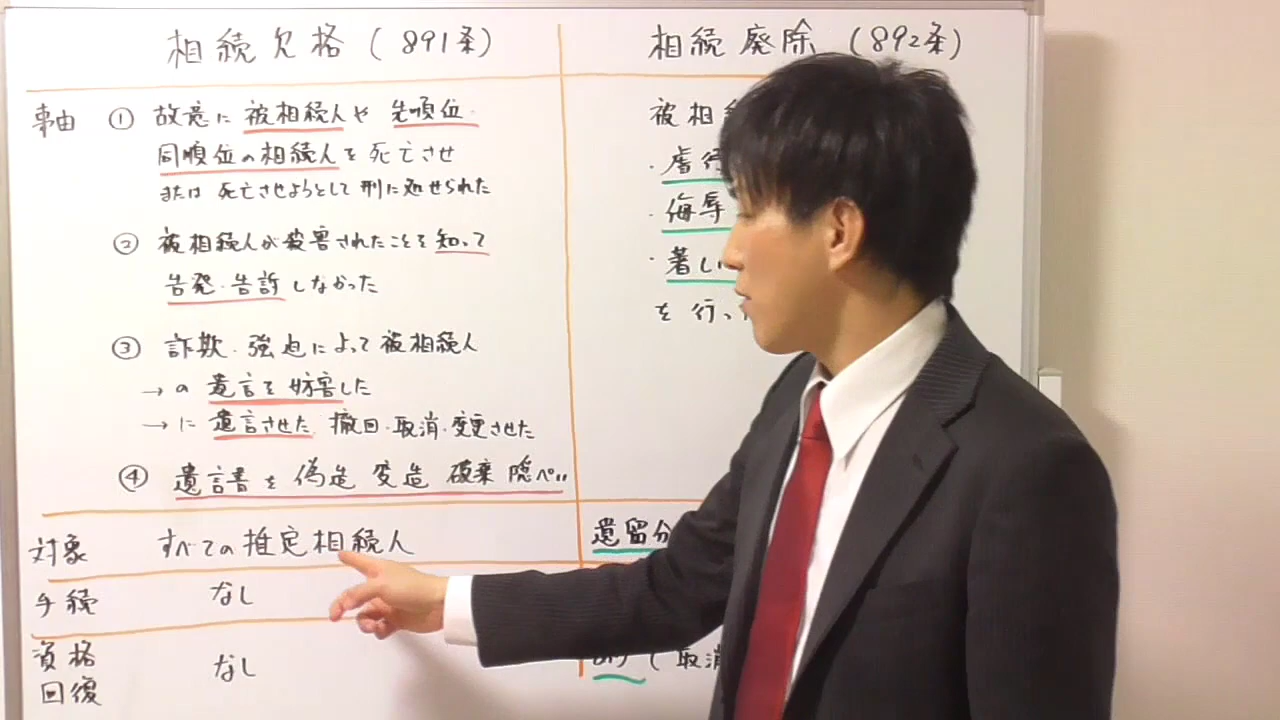 相続欠格(891条)
事由 ① 故意に被相続人や先順位・
同順位の相続人を死亡させ
または死亡させようとして刑に処せられた
② 被相続人が殺害されたことを知って
告発・告訴しなかった
③ 詐欺・強迫によって被相続人
→の遺言を妨害した
→に遺言させた 撤回・取消・変更させた
④ 遺言書を偽造 変造 破棄 隠ぺい
対象 すべての推定相続人
手続 なし
資格
回復 なし
相続廃除(892条)
被相
・虐
・侮辱
・著し
を行っ
遺留分
(取消